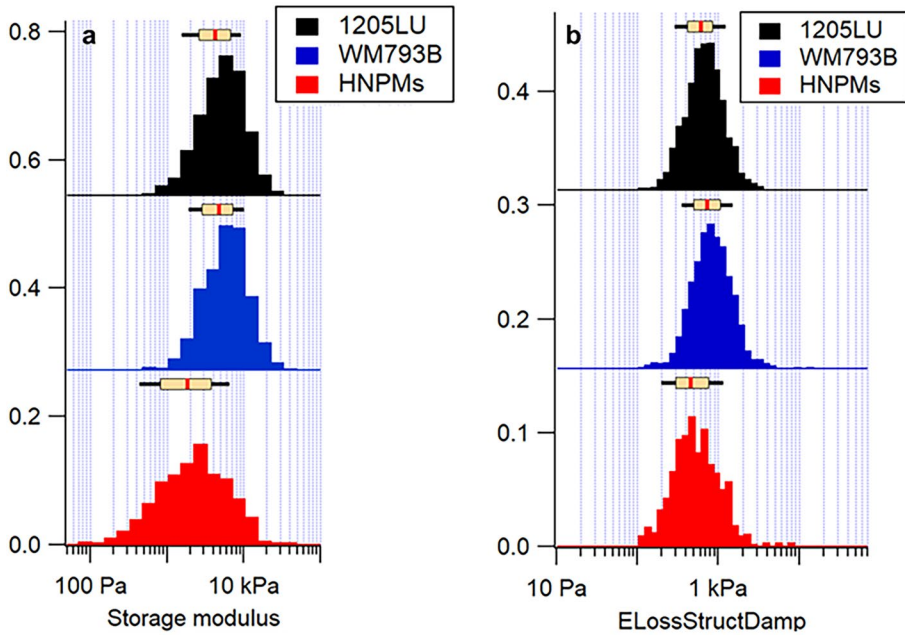 a
1205LU
WM793B
HNPMs
0.8
0.6
0.4
0.2
0.0
100 Pa
10 kPa
Storage modulus
b
1205LU
WM793B
HNPMs
0.4
0.3
0.2
0.1
0.0
10 Pa
1 kPa
ELossStructDamp